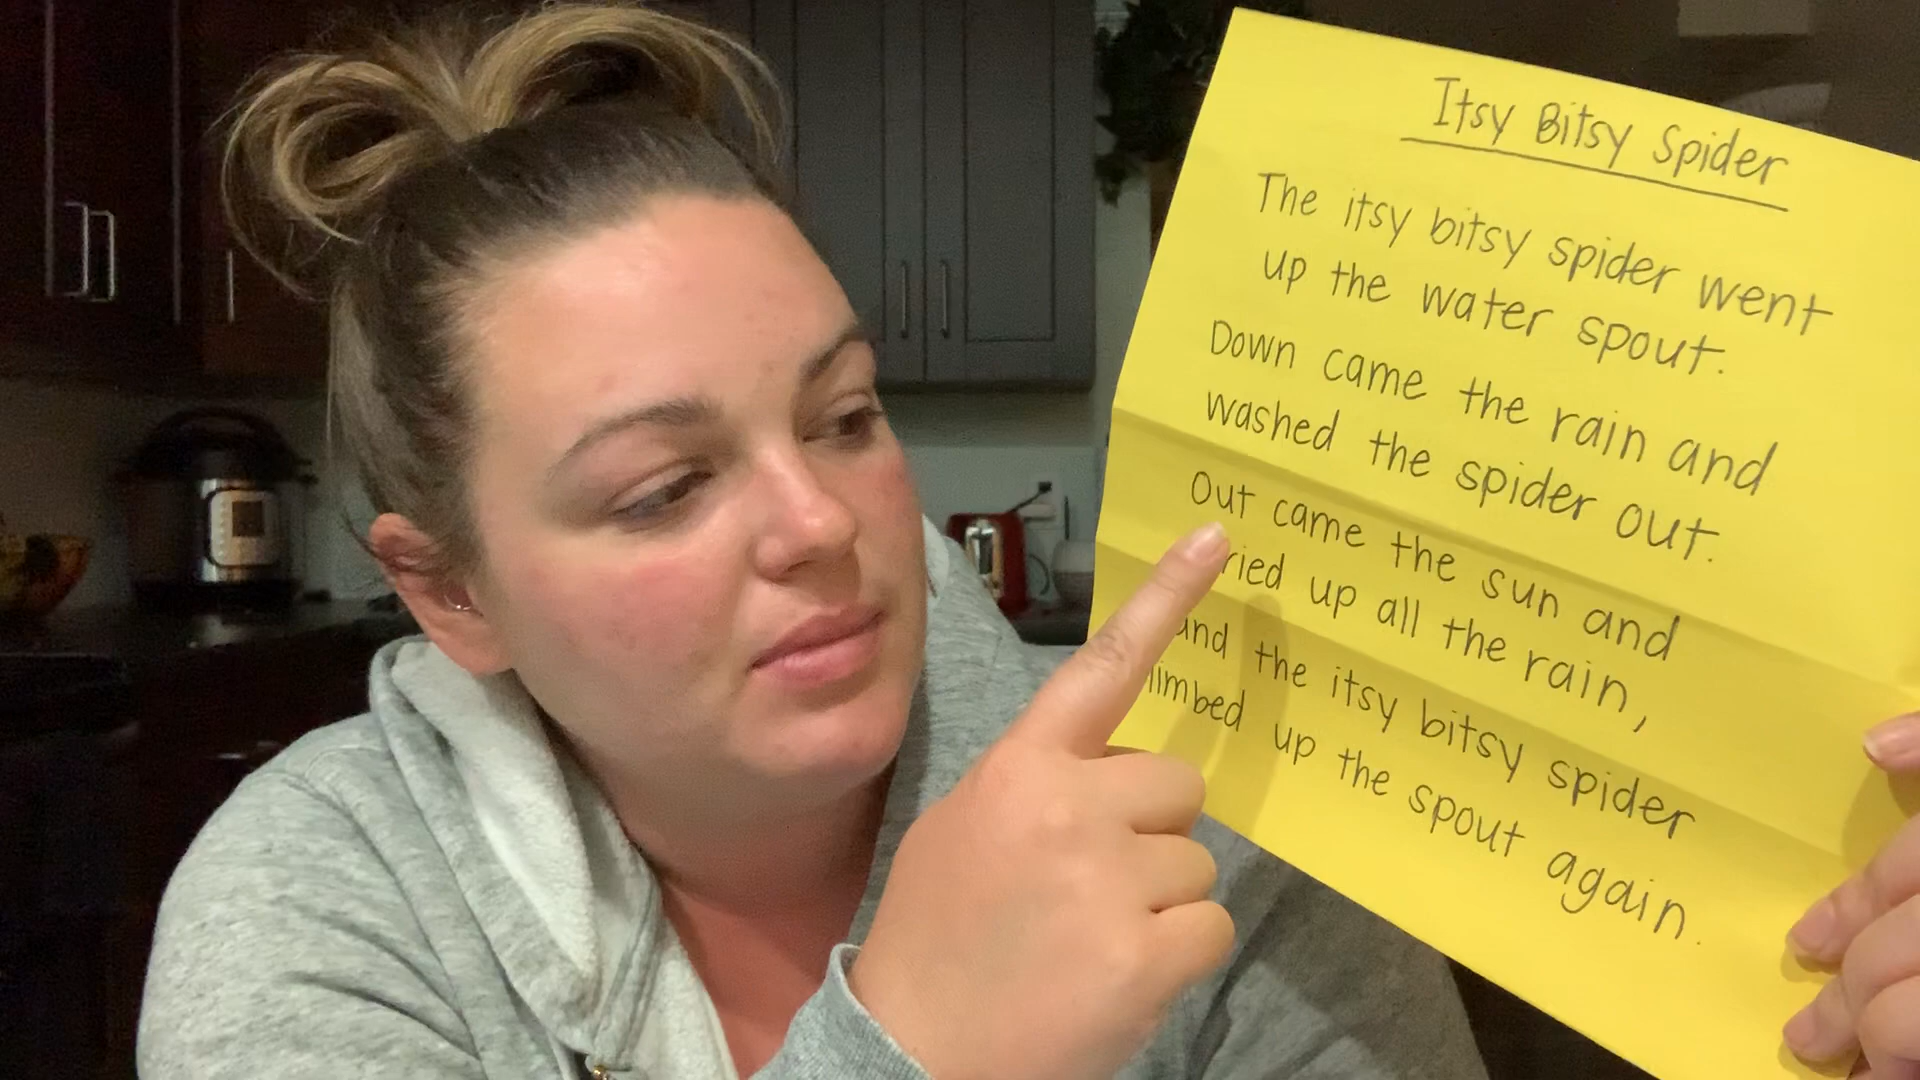 Itsy Bitsy Spider
The itsy bitsy spider went
up the water spout.
Down came the rain and
washed the spider out.
Out came the sun and
ried up all the rain,
and the itsy bitsy spider
limbed up the spout again.